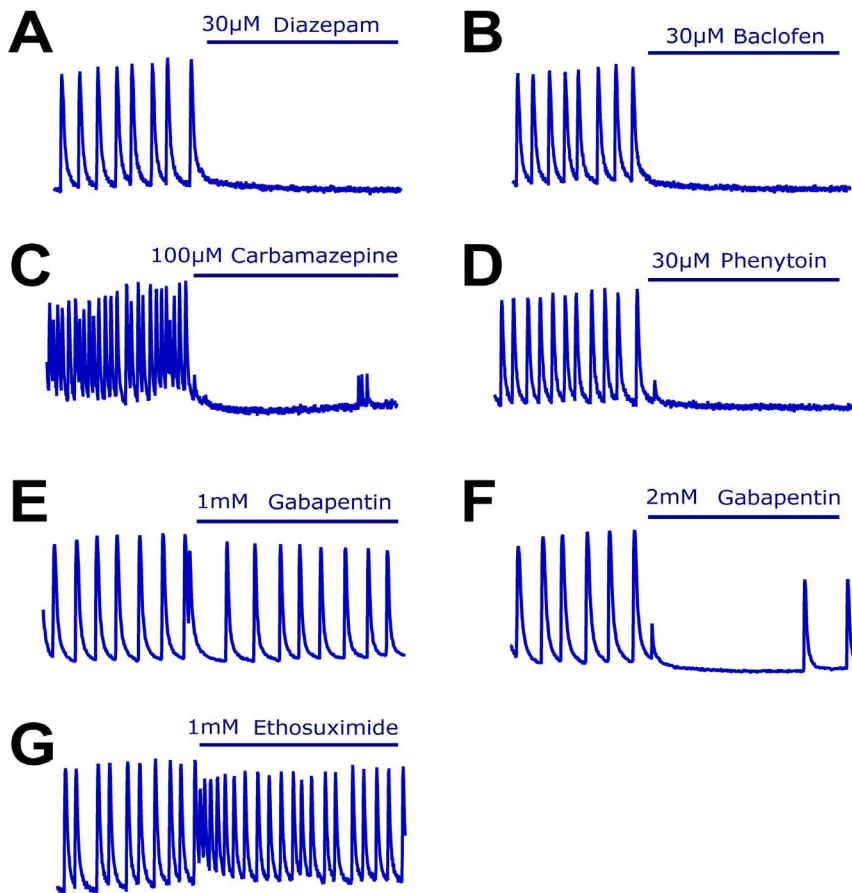 A
30µM Diazepam
B
30µM Baclofen
C
100µM Carbamazepine
D
30µM Phenytoin
E
1mM Gabapentin
F
2mM Gabapentin
G
1mM Ethosuximide